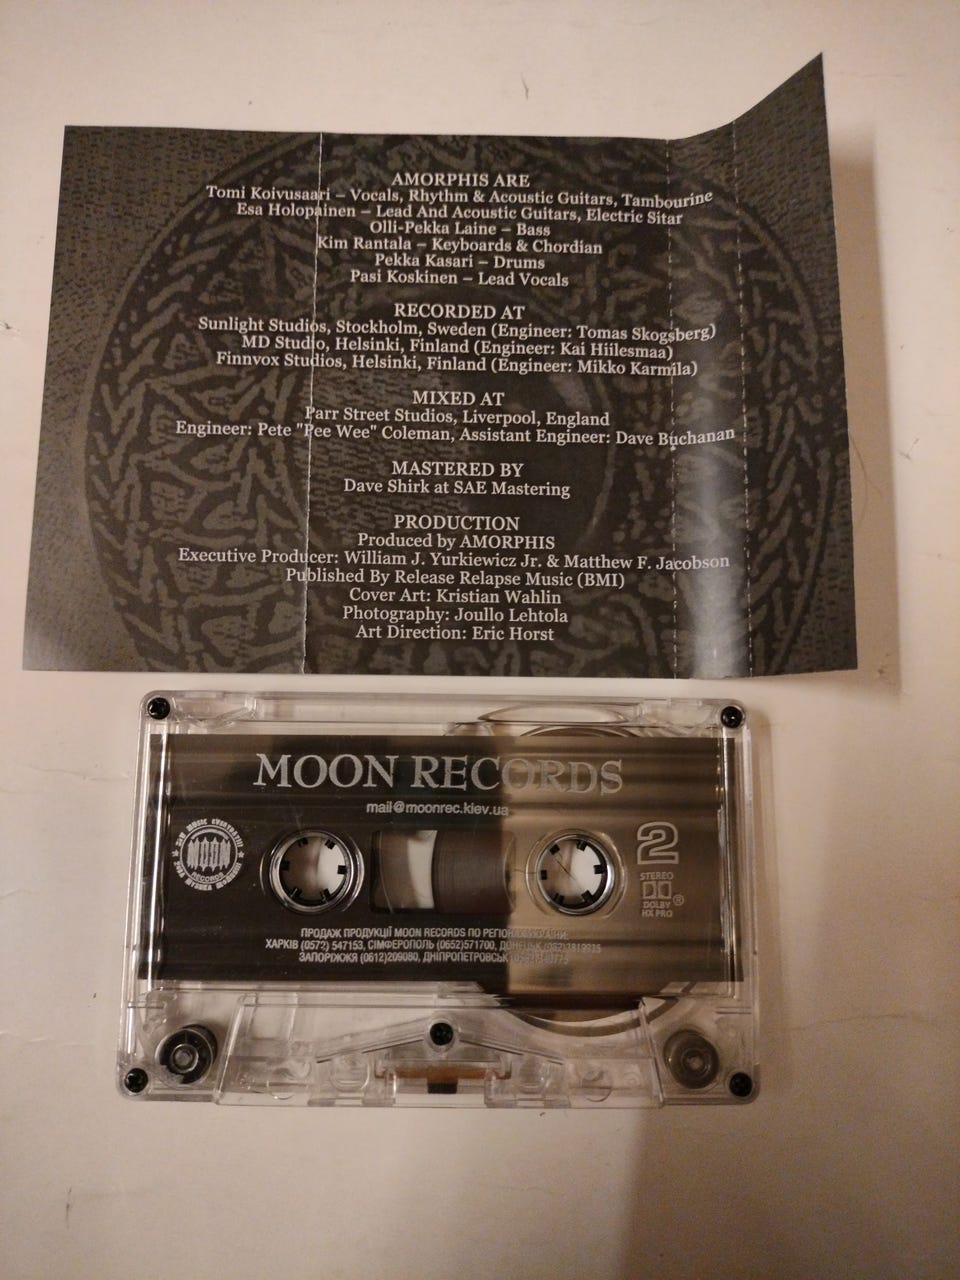 AMORPHIS ARE
Tomi Koivusaari – Vocals, Rhythm & Acoustic Guitars, Tambourine
Esa Holopainen – Lead And Acoustic Guitars, Electric Sitar
Olli-Pekka Laine – Bass
Kim Rantala – Keyboards & Chordian
Pekka Kasari – Drums
Pasi Koskinen – Lead Vocals
RECORDED AT
Sunlight Studios, Stockholm, Sweden (Engineer: Tomas Skogsberg)
MD Studio, Helsinki, Finland (Engineer: Kai Hiilesmaa)
Finnvox Studios, Helsinki, Finland (Engineer: Mikko Karmila)
MIXED AT
Parr Street Studios, Liverpool, England
Engineer: Pete "Pee Wee" Coleman, Assistant Engineer: Dave Buchanan
MASTERED BY
Dave Shirk at SAE Mastering
PRODUCTION
Produced by AMORPHIS
Executive Producer: William J. Yurkiewicz Jr. & Matthew F. Jacobson
Published By Release Relapse Music (BMI)
Cover Art: Kristian Wahlin
Photography: Joullo Lehtola
Art Direction: Eric Horst
MOON RECORDS
mail@moonrec.kiev.ua
MOON
RECORDS
2
STEREO
DOLBY ®
HX PRO
ПРОДАЖ ПРОДУКЦІЇ MOON RECORDS ПО РЕГІОНАХ УКРАЇНИ:
ХАРКІВ (0572) 547153, СІМФЕРОПОЛЬ (0652)571700, ДОНЕЦЬК
ЗАПОРІЖЖЯ (0612)209080, ДНІПРОПЕТРОВСЬК